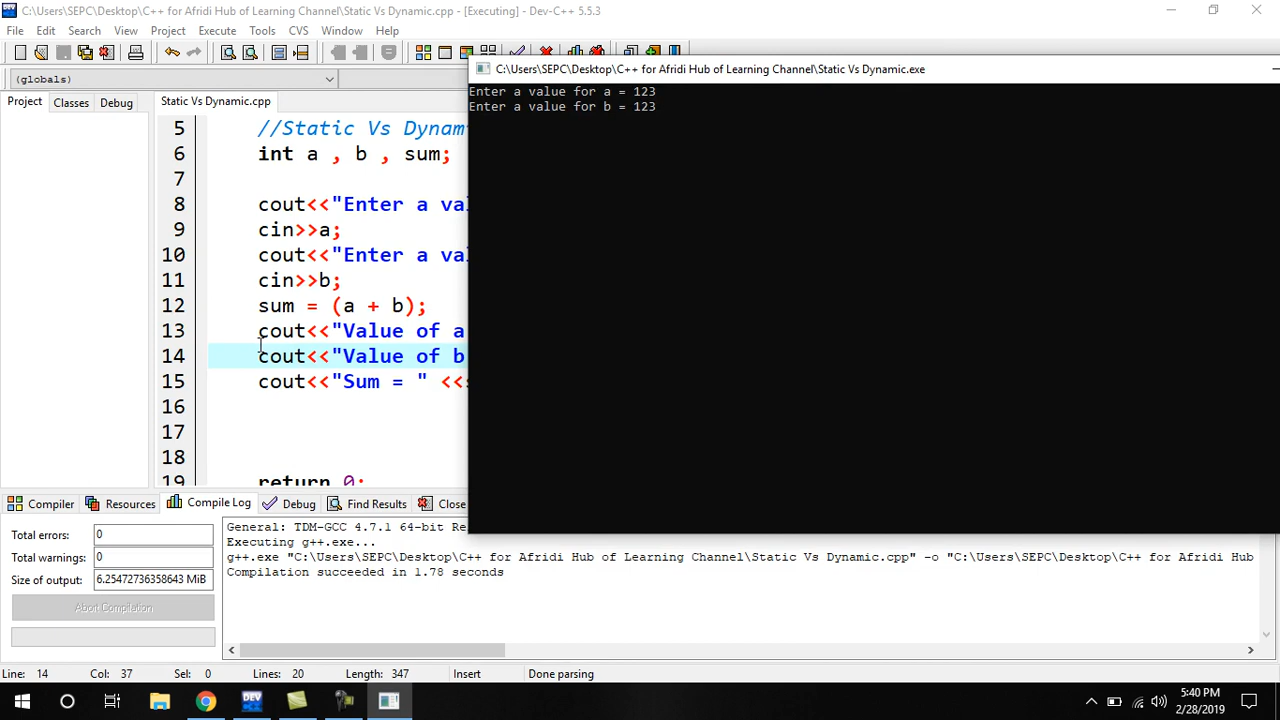 C:\Users\SEPC\Desktop\C++ for Afridi Hub of Learning Channel\Static Vs Dynamic.cpp - [Executing] - Dev-C++ 5.5.3
File Edit Search View Project Execute Tools CVS Window Help
(globals)
Project Classes Debug
Static Vs Dynamic.cpp
5 //Static Vs Dynam
6 int a , b , sum;
7
8 cout<<"Enter a val
9 cin>>a;
10 cout<<"Enter a val
11 cin>>b;
12 sum = (a + b);
13 cout<<"Value of a
14 cout<<"Value of b
15 cout<<"Sum = " <<
16
17
18
19 return 0;
C:\Users\SEPC\Desktop\C++ for Afridi Hub of Learning Channel\Static Vs Dynamic.exe
Enter a value for a = 123
Enter a value for b = 123
Compiler Resources Compile Log Debug Find Results Close
Total errors: 0
Total warnings: 0
Size of output: 6.25472736358643 MiB
Abort Compilation
General: TDM-GCC 4.7.1 64-bit Re
Executing g++.exe...
g++.exe "C:\Users\SEPC\Desktop\C++ for Afridi Hub of Learning Channel\Static Vs Dynamic.cpp" -o "C:\Users\SEPC\Desktop\C++ for Afridi Hub
Compilation succeeded in 1.78 seconds
Line: 14 Col: 37 Sel: 0 Lines: 20 Length: 347 Insert Done parsing
DEV
5:40 PM
2/28/2019